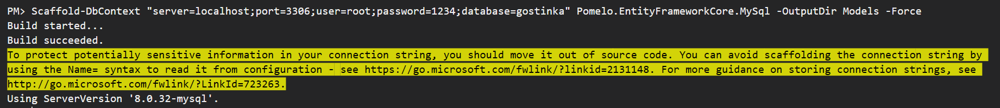 PM> Scaffold-DbContext "server=localhost;port=3306;user=root;password=1234;database=gostinka" Pomelo.EntityFrameworkCore.MySql -OutputDir Models -Force
Build started...
Build succeeded.
To protect potentially sensitive information in your connection string, you should move it out of source code. You can avoid scaffolding the connection string by
using the Name= syntax to read it from configuration - see https://go.microsoft.com/fwlink/?linkid=2131148. For more guidance on storing connection strings, see
http://go.microsoft.com/fwlink/?LinkId=723263.
Using ServerVersion '8.0.32-mysql'.